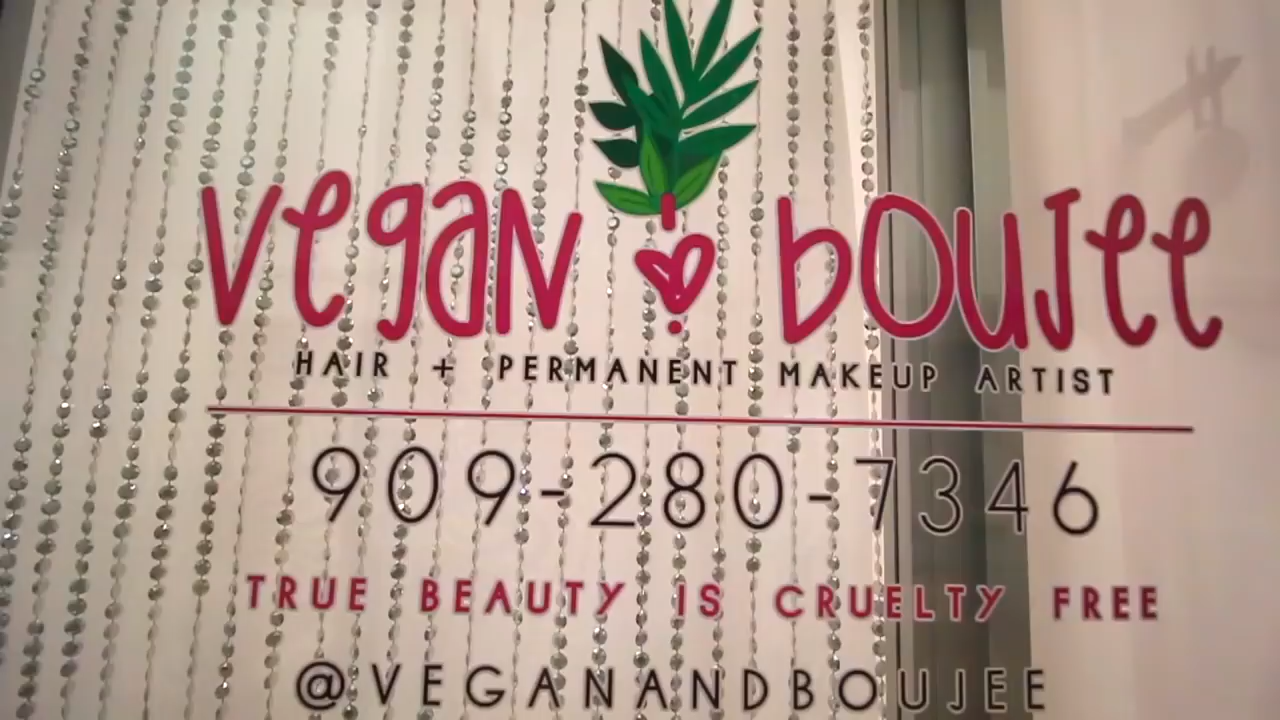 vegan boujee
HAIR + PERMANENT MAKEUP ARTIST
909-280-7346
TRUE BEAUTY IS CRUELTY FREE
@VEGANANDBOUJEE